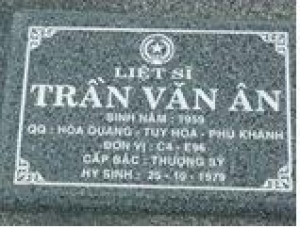 LIỆT SĨ
TRẦN VĂN ÂN
SINH NĂM : 1959
QQ : HÒA QUANG - TUY HÒA - PHÚ KHÁNH
ĐƠN VỊ : C4 - E96
CẤP BẬC : THƯỢNG SỸ
HY SINH : 25 - 10 - 1979